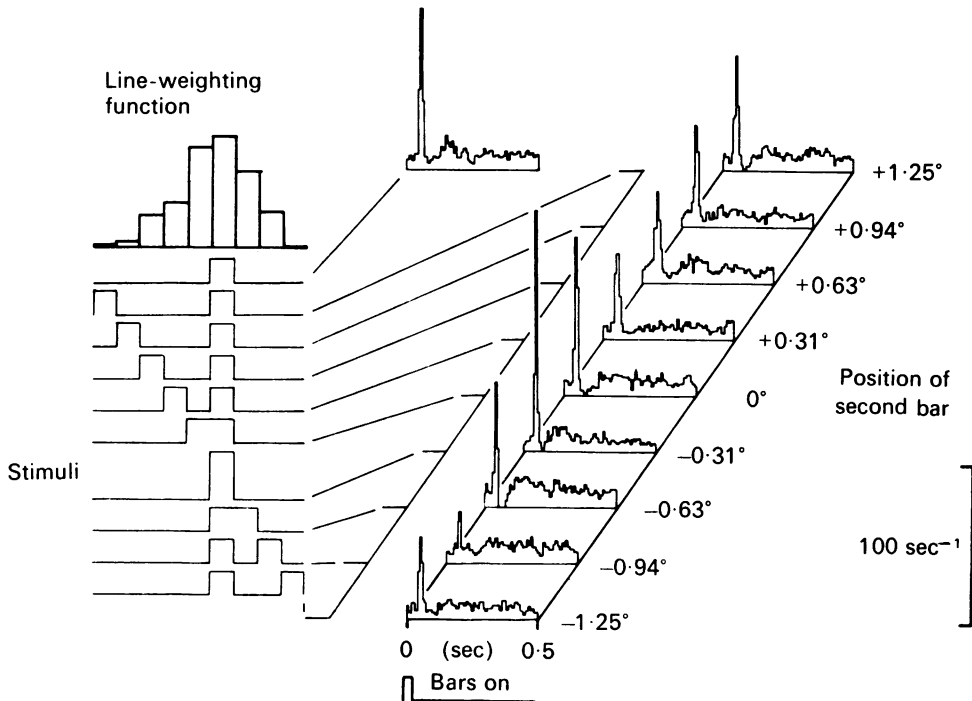 Line-weighting
function
+1·25°
+0·94°
+0·63°
+0·31°
0°
Position of
second bar
−0·31°
Stimuli
−0·63°
100 sec⁻¹
−0·94°
−1·25°
0 (sec) 0·5
Bars on